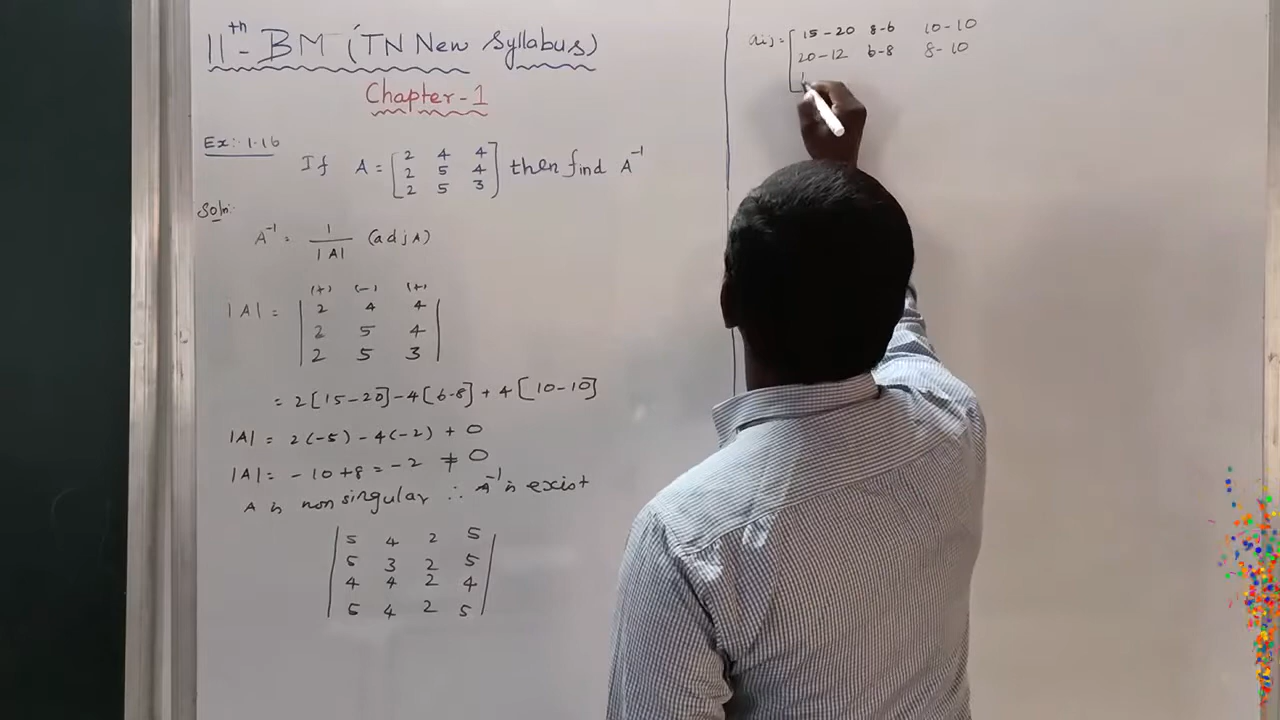 11th - BM (TN New Syllabus)
Chapter - 1
Ex:- 1.16
If A = [2 4 4
2 5 4
2 5 3] then find A⁻¹
Soln:-
A⁻¹ = 1/|A| (adj A)
(+) (-) (+)
|A| = |2 4 4
2 5 4
2 5 3|
= 2[15-20] - 4[6-8] + 4[10-10]
|A| = 2(-5) - 4(-2) + 0
|A| = -10+8 = -2 ≠ 0
A is non singular ∴ A⁻¹ is exist
|5 4 2 5
5 3 2 5
4 4 2 4
5 4 2 5|
aij = [15-20 8-6 10-10
20-12 6-8 8-10
1